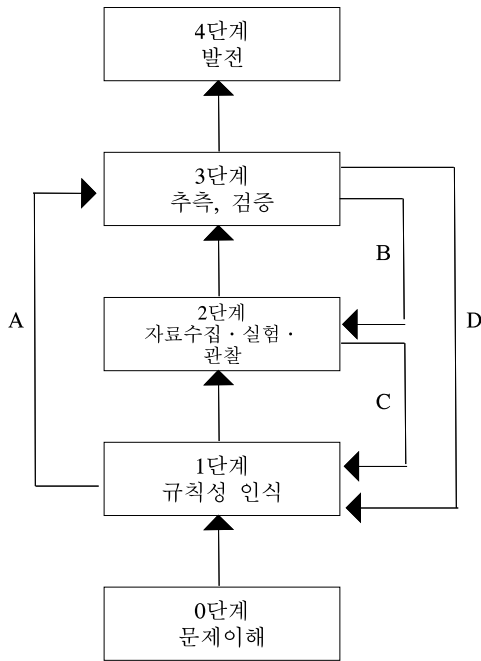 4단계
발전
3단계
추측, 검증
B
A
D
2단계
자료수집·실험·
관찰
C
1단계
규칙성 인식
0단계
문제이해